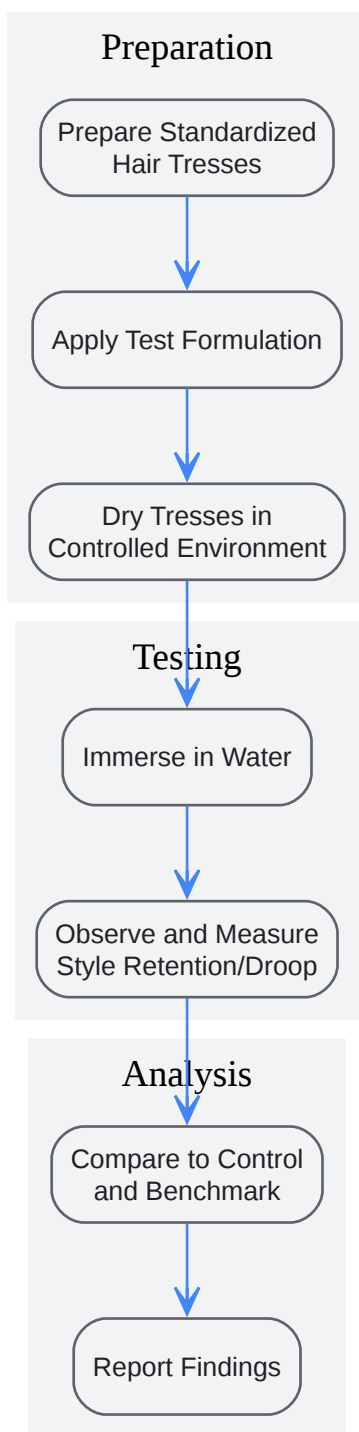 Preparation
Prepare Standardized
Hair Tresses
Apply Test Formulation
Dry Tresses in
Controlled Environment
Testing
Immerse in Water
Observe and Measure
Style Retention/Droop
Analysis
Compare to Control
and Benchmark
Report Findings